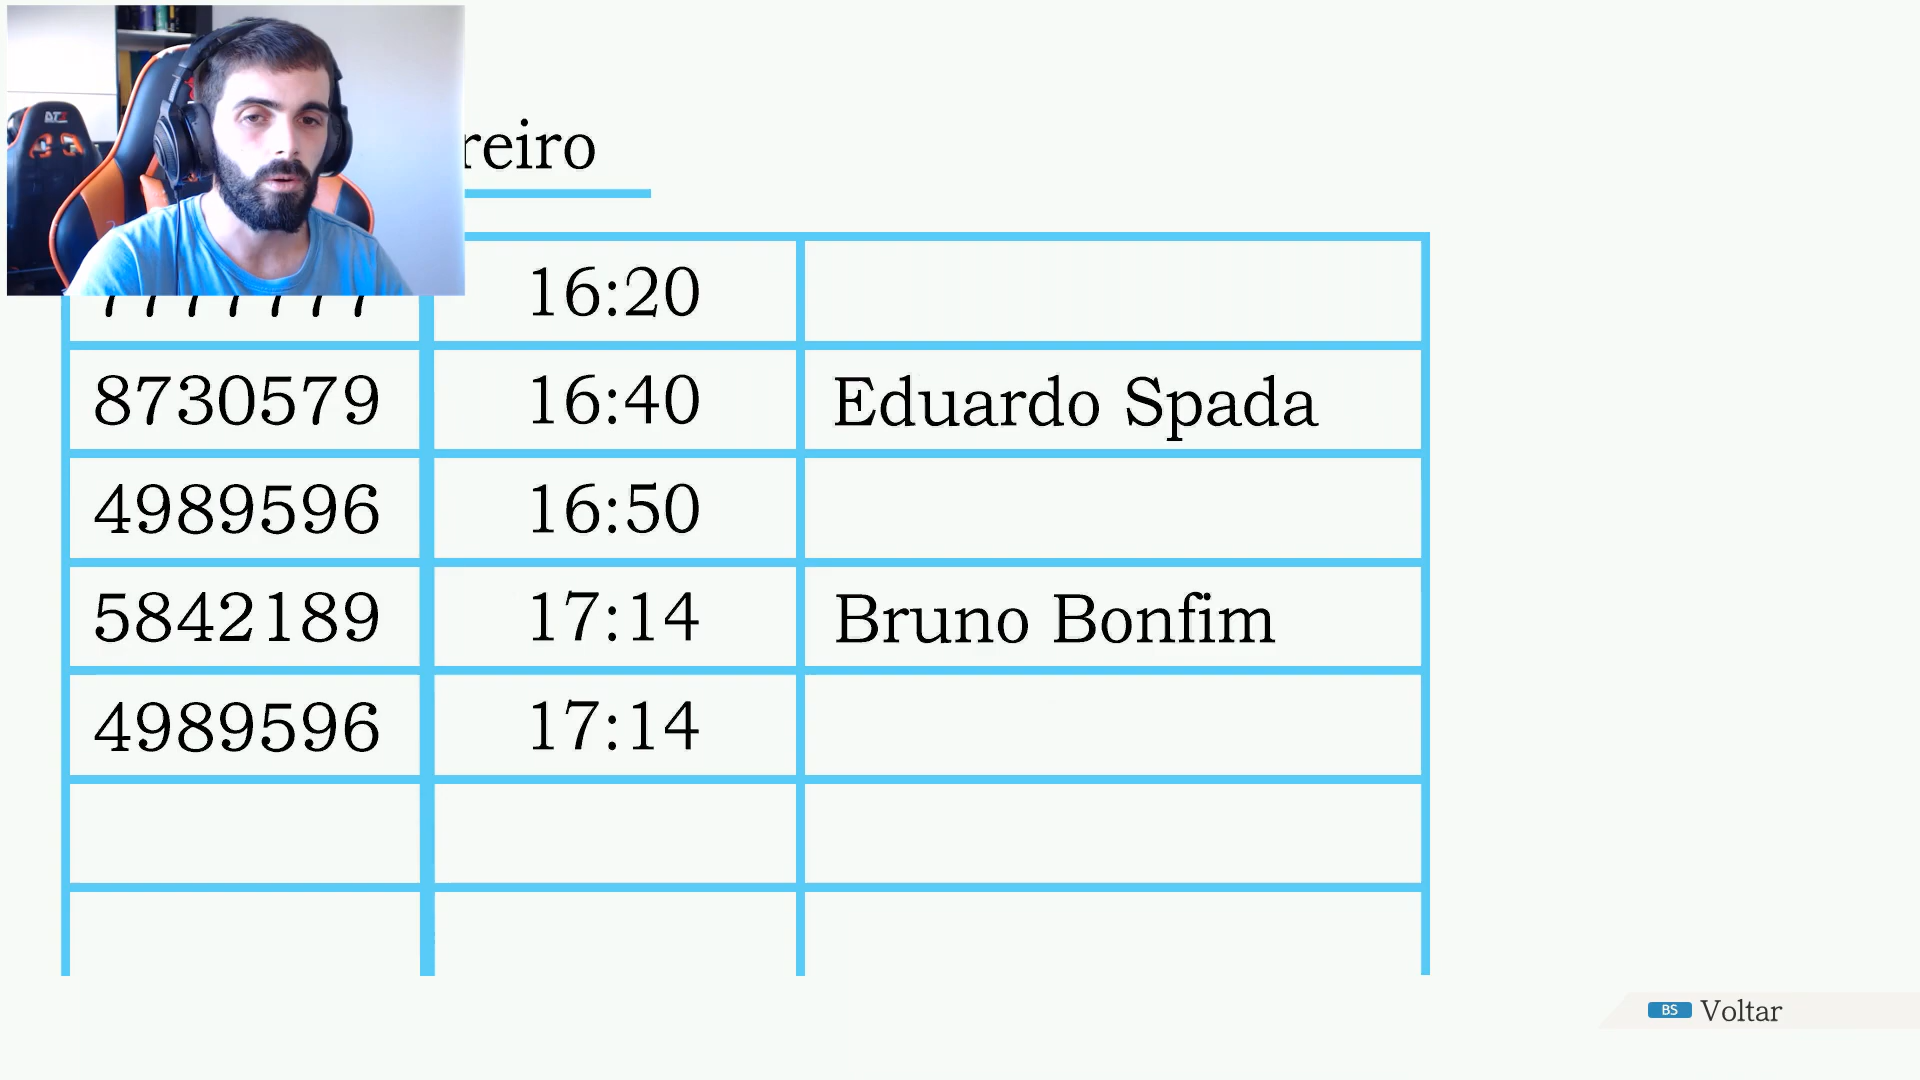 reiro
7777777 16:20
8730579 16:40 Eduardo Spada
4989596 16:50
5842189 17:14 Bruno Bonfim
4989596 17:14
BS Voltar